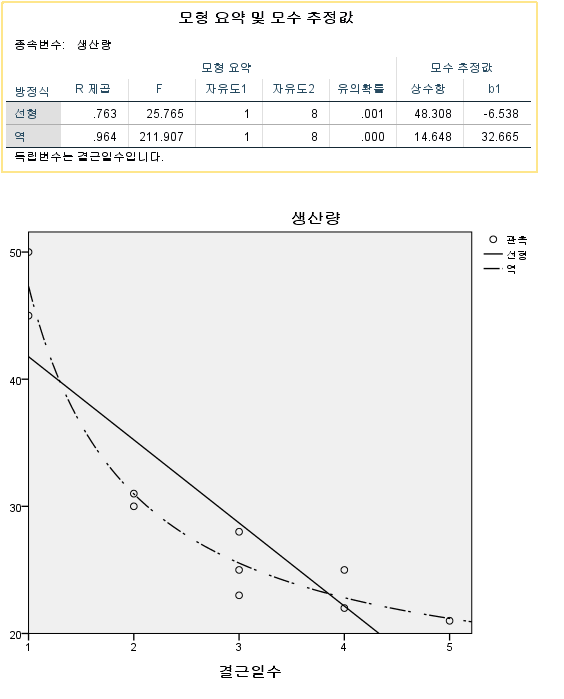 모형 요약 및 모수 추정값
종속변수: 생산량
모형 요약 모수 추정값
방정식 R 제곱 F 자유도1 자유도2 유의확률 상수항 b1
선형 .763 25.765 1 8 .001 48.308 -6.538
역 .964 211.907 1 8 .000 14.648 32.665
독립변수는 결근일수입니다.
생산량
관측
선형
역
50
40
30
20
1 2 3 4 5
결근일수